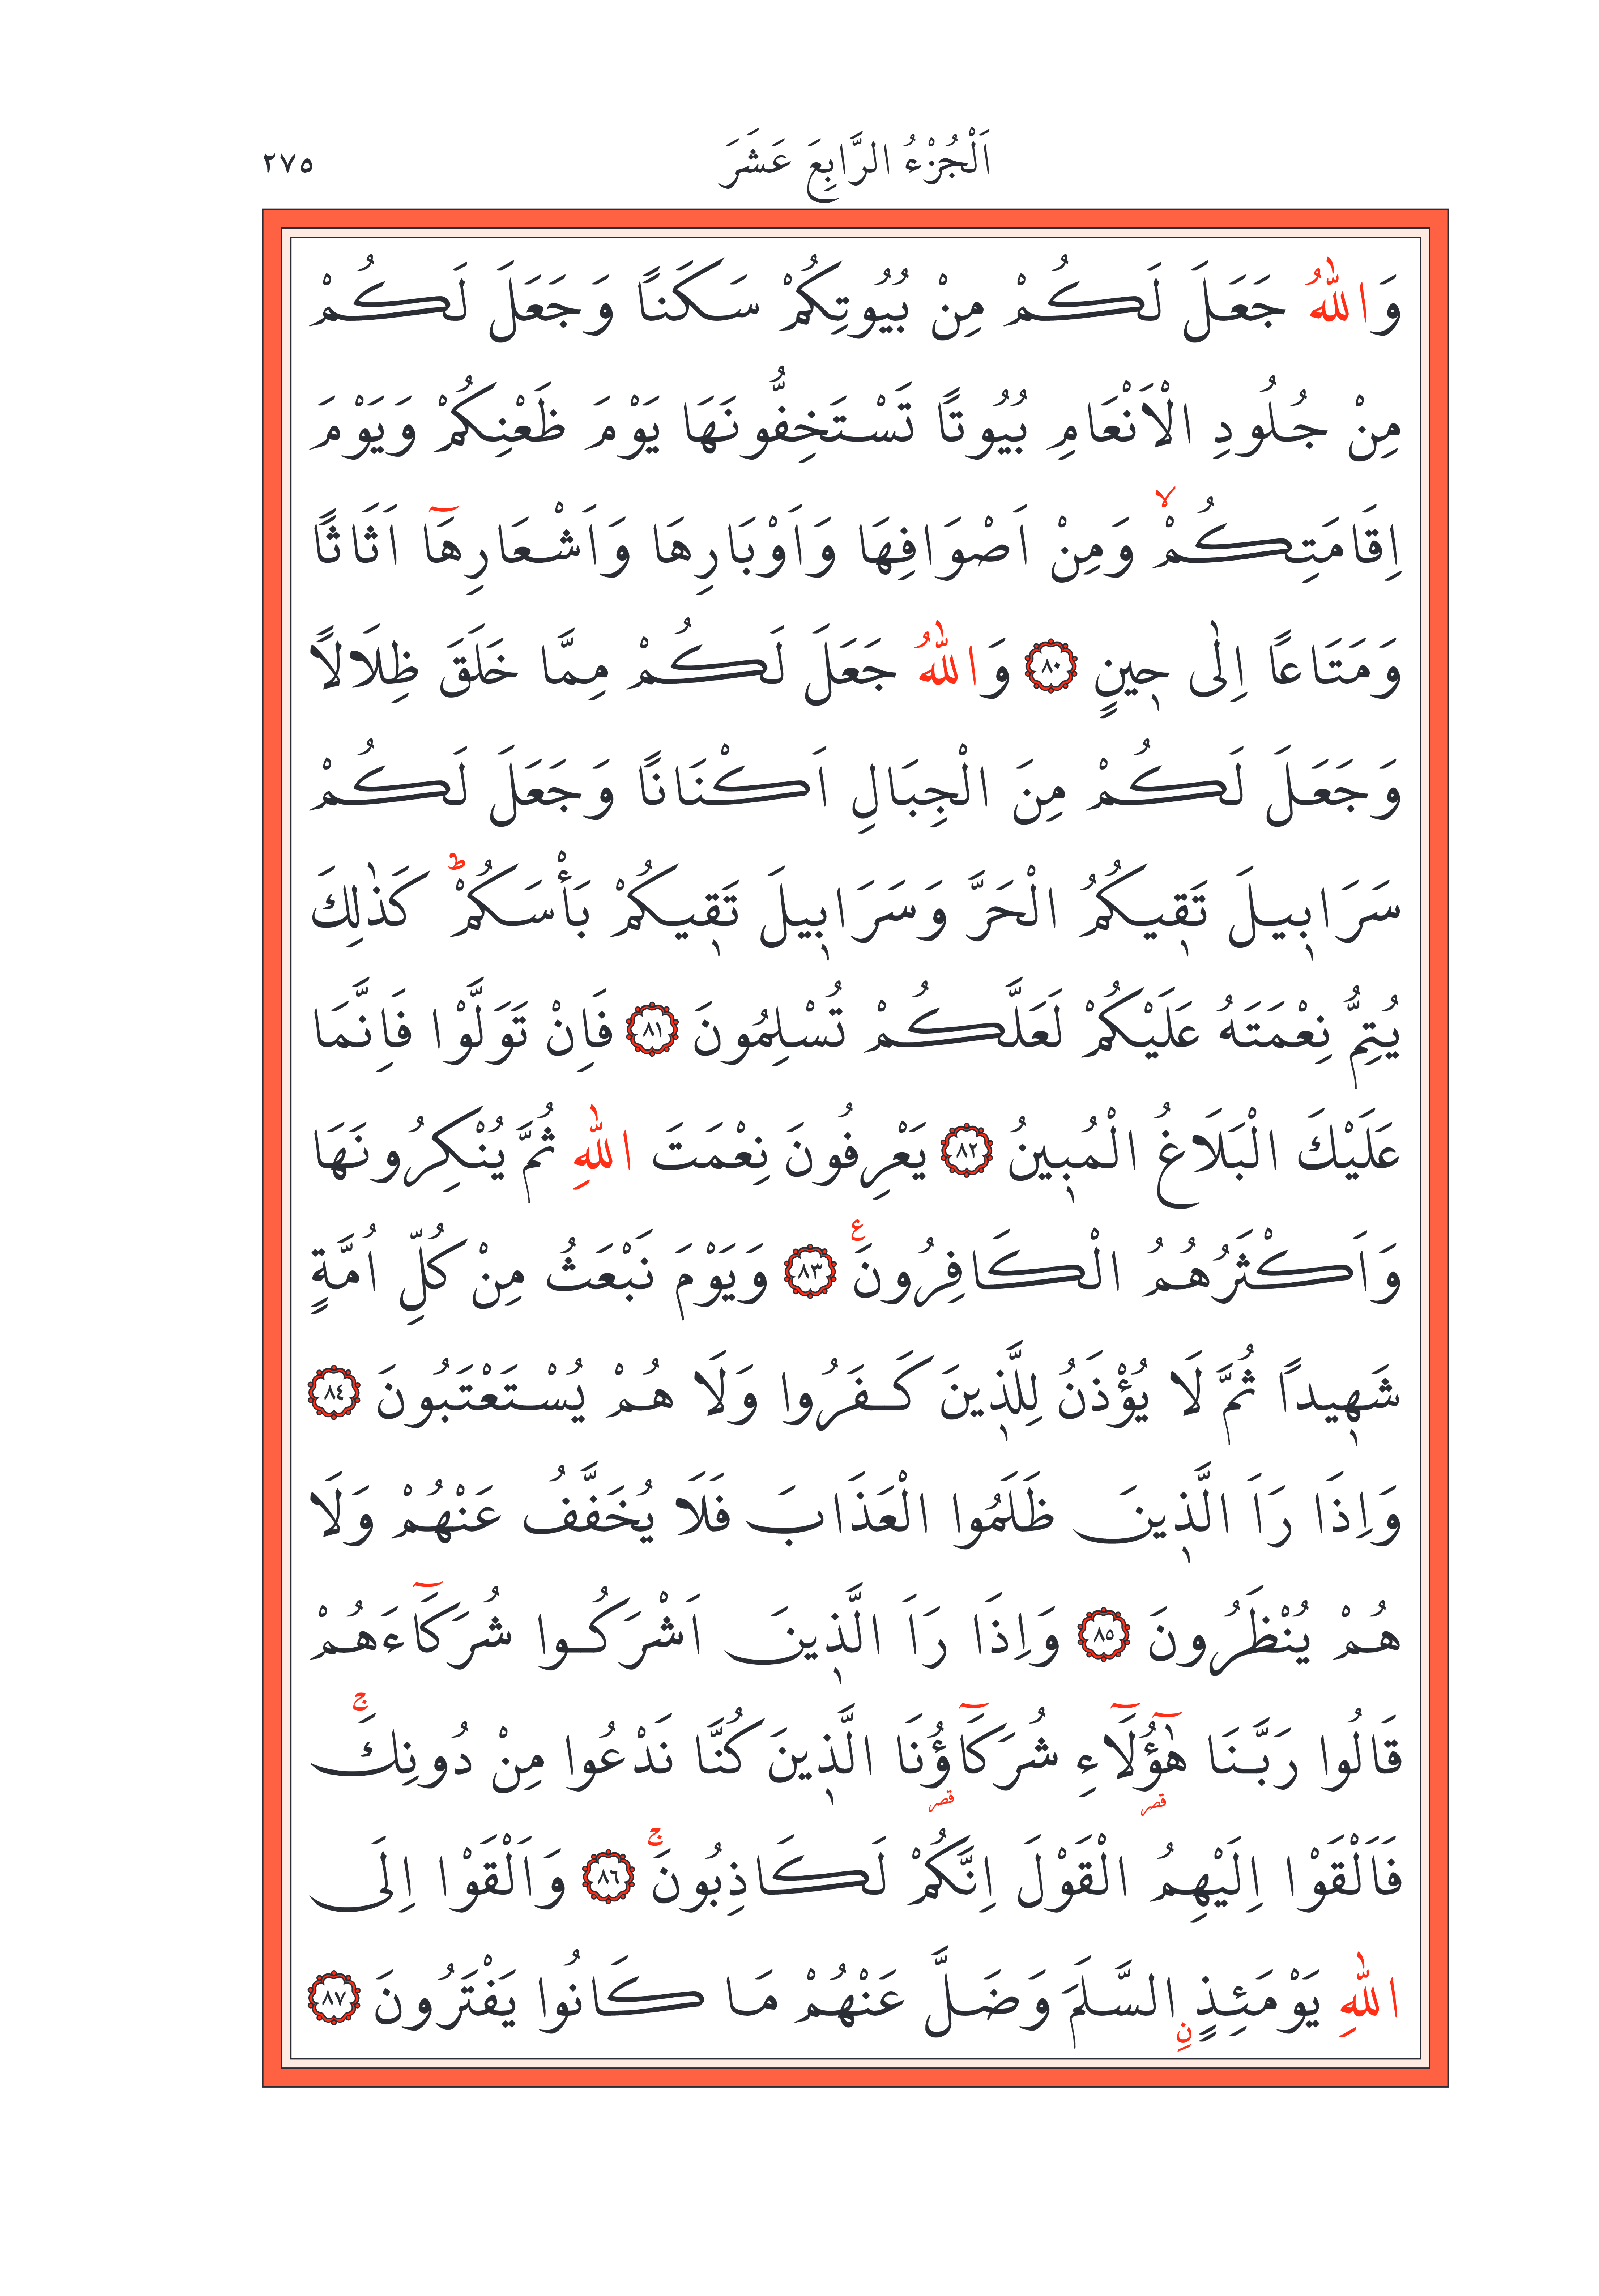 اَلْجُزْءُ الرَّابِعَ عَشَرَ ٢٧٥
وَاللّٰهُ جَعَلَ لَكُمْ مِنْ بُيُوتِكُمْ سَكَنًا وَجَعَلَ لَكُمْ
مِنْ جُلُودِ الْاَنْعَامِ بُيُوتًا تَسْتَخِفُّونَهَا يَوْمَ ظَعْنِكُمْ وَيَوْمَ
اِقَامَتِكُمْۙ وَمِنْ اَصْوَافِهَا وَاَوْبَارِهَا وَاَشْعَارِهَٓا اَثَاثًا
وَمَتَاعًا اِلٰى ح۪ينٍ ﴿٨٠﴾ وَاللّٰهُ جَعَلَ لَكُمْ مِمَّا خَلَقَ ظِلَالًا
وَجَعَلَ لَكُمْ مِنَ الْجِبَالِ اَكْنَانًا وَجَعَلَ لَكُمْ
سَرَاب۪يلَ تَق۪يكُمُ الْحَرَّ وَسَرَاب۪يلَ تَق۪يكُمْ بَأْسَكُمْۜ كَذٰلِكَ
يُتِمُّ نِعْمَتَهُ عَلَيْكُمْ لَعَلَّكُمْ تُسْلِمُونَ ﴿٨١﴾ فَاِنْ تَوَلَّوْا فَاِنَّمَا
عَلَيْكَ الْبَلَاغُ الْمُب۪ينُ ﴿٨٢﴾ يَعْرِفُونَ نِعْمَتَ اللّٰهِ ثُمَّ يُنْكِرُونَهَا
وَاَكْثَرُهُمُ الْكَافِرُونَ۟ ﴿٨٣﴾ وَيَوْمَ نَبْعَثُ مِنْ كُلِّ اُمَّةٍ
شَه۪يدًا ثُمَّ لَا يُؤْذَنُ لِلَّذ۪ينَ كَفَرُوا وَلَا هُمْ يُسْتَعْتَبُونَ ﴿٨٤﴾
وَاِذَا رَاَ الَّذ۪ينَ ظَلَمُوا الْعَذَابَ فَلَا يُخَفَّفُ عَنْهُمْ وَلَا
هُمْ يُنْظَرُونَ ﴿٨٥﴾ وَاِذَا رَاَ الَّذ۪ينَ اَشْرَكُوا شُرَكَٓاءَهُمْ
قَالُوا رَبَّنَا هٰٓؤُ۬لَٓاءِ شُرَكَٓاؤُ۬نَا الَّذ۪ينَ كُنَّا نَدْعُوا مِنْ دُونِكَۚ
فَاَلْقَوْا اِلَيْهِمُ الْقَوْلَ اِنَّكُمْ لَكَاذِبُونَۚ ﴿٨٦﴾ وَاَلْقَوْا اِلَى
اللّٰهِ يَوْمَئِذٍۨ السَّلَمَ وَضَلَّ عَنْهُمْ مَا كَانُوا يَفْتَرُونَ ﴿٨٧﴾